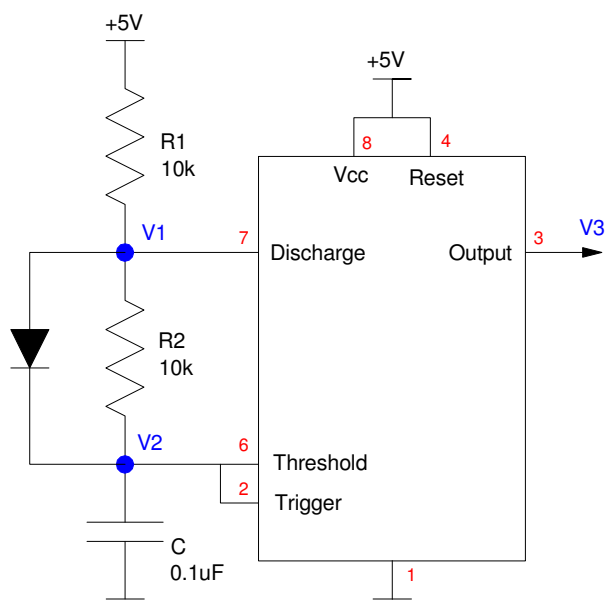 +5V
+5V
R1
10k
8
4
Vcc
Reset
V1
7
Discharge
Output
3
V3
R2
10k
V2
6
Threshold
2
Trigger
C
0.1uF
1